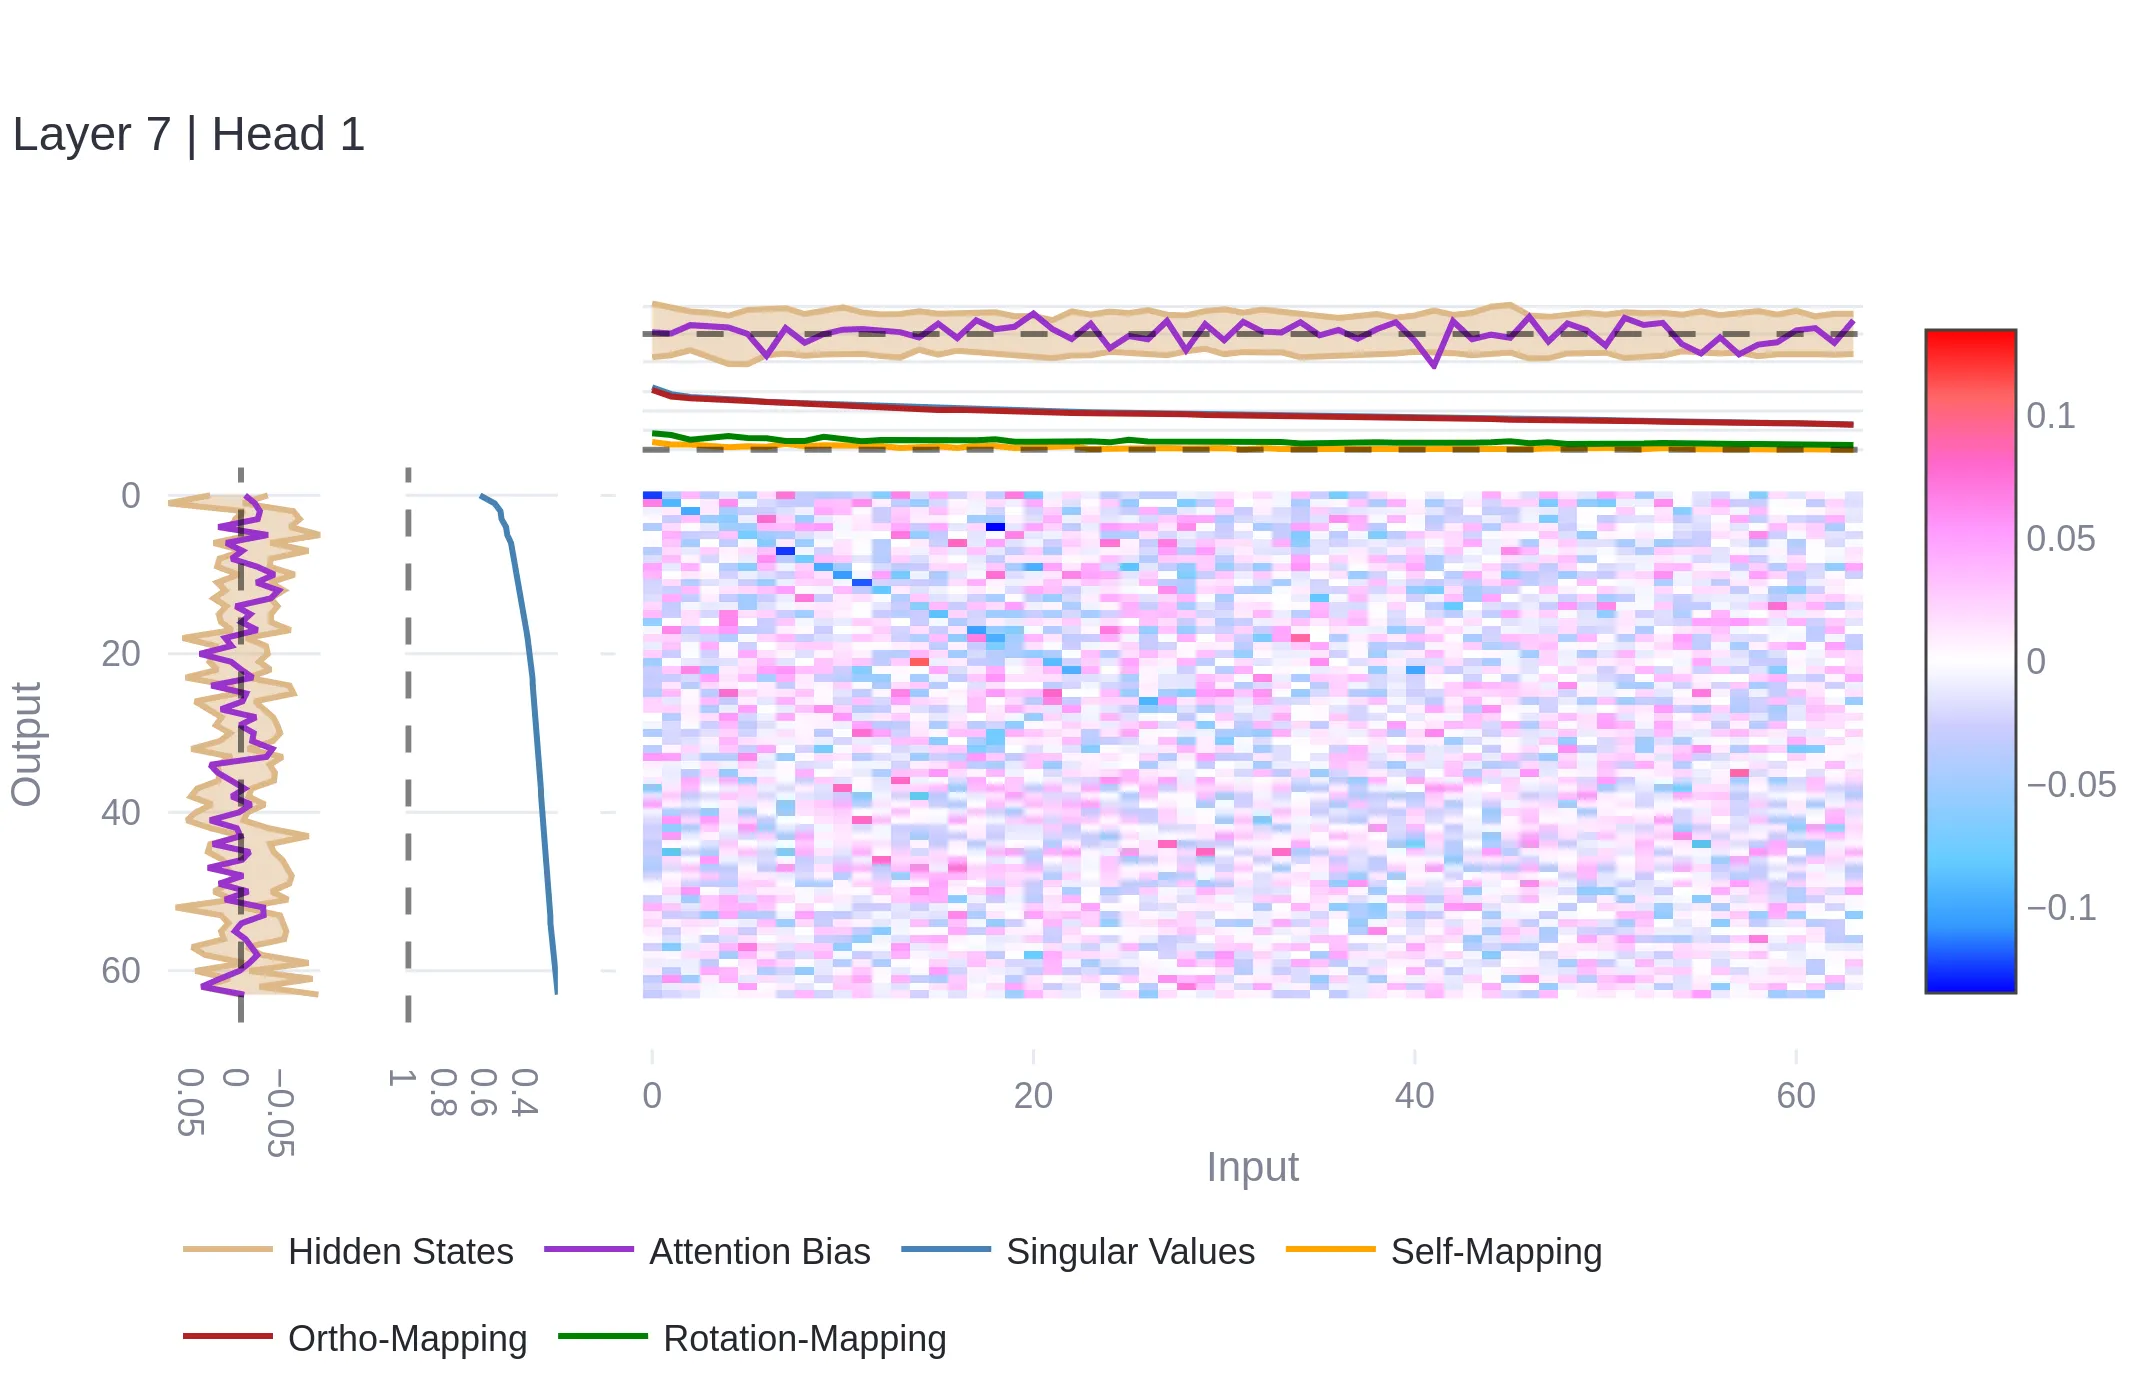 Layer 7 | Head 1
0.1
0.05
0
−0.05
−0.1
Output
0
20
40
60
0.05
0
−0.05
1
0.8
0.6
0.4
0
20
40
60
Input
Hidden States
Attention Bias
Singular Values
Self-Mapping
Ortho-Mapping
Rotation-Mapping